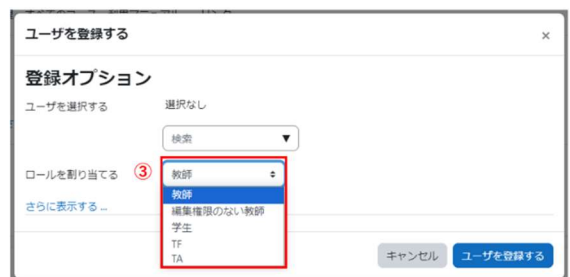 ユーザを登録する
×
登録オプション
ユーザを選択する
選択なし
検索 ▼
ロールを割り当てる
③
教師
教師
編集権限のない教師
学生
TF
TA
さらに表示する ...
キャンセル
ユーザを登録する